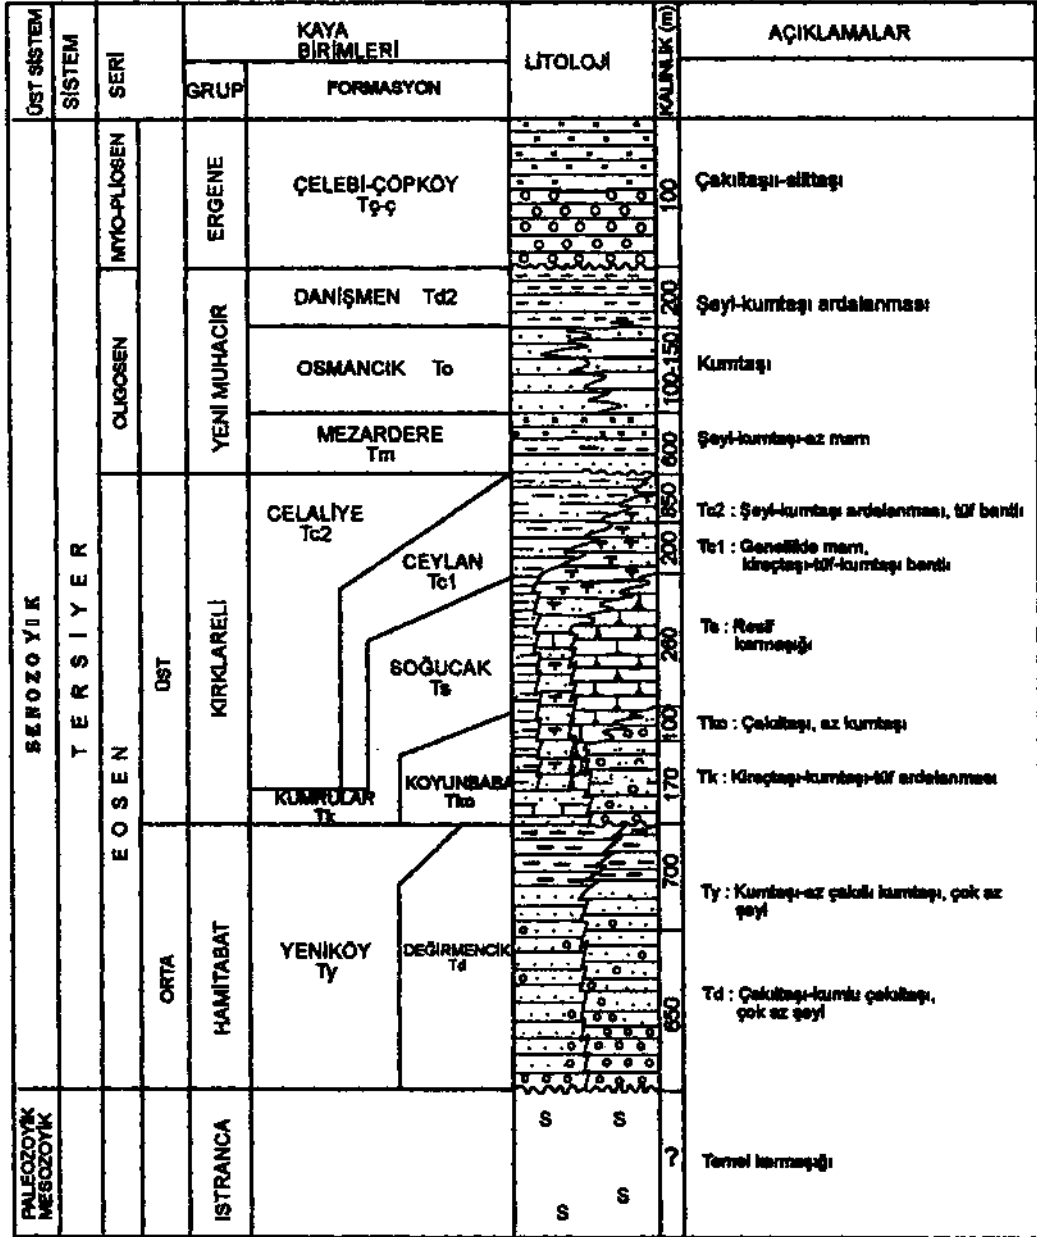 ÜST SİSTEM
SİSTEM
SERİ
KAYA
BİRİMLERİ
GRUP
FORMASYON
LİTOLOJİ
KALINLIK (m)
AÇIKLAMALAR
SENOZOYIK
TERSİYER
MYİO-PLİOSEN
ERGENE
ÇELEBİ-ÇÖPKÖY
Tç-ç
100
Çakıltaşı-silttaşı
OLIGOSEN
YENİ MUHACİR
DANİŞMEN Td2
200
Şeyl-kumtaşı ardalanması
OSMANCIK To
100-150
Kumtaşı
MEZARDERE
Tm
600
Şeyl-kumtaşı-az marn
EOSEN
ÜST
KIRKLARELİ
CELALİYE
Tc2
850
Tc2 : Şeyl-kumtaşı ardalanması, tüf bantlı
CEYLAN
Tc1
200
Tc1 : Genellikle marn,
kireçtaşı-tüf-kumtaşı bantlı
SOĞUCAK
Ts
260
Ts : Resif
karmaşığı
KOYUNBABA
Tko
100
Tko : Çakıltaşı, az kumtaşı
KUMRULAR
Tk
170
Tk : Kireçtaşı-kumtaşı-tüf ardalanması
ORTA
HAMİTABAT
YENİKÖY
Ty
700
Ty : Kumtaşı-az çakıllı kumtaşı, çok az
şeyl
DEĞİRMENCİK
Td
650
Td : Çakıltaşı-kumlu çakıltaşı,
çok az şeyl
PALEOZOYİK
MESOZOYİK
ISTRANCA
S S
S S
?
Temel karmaşığı